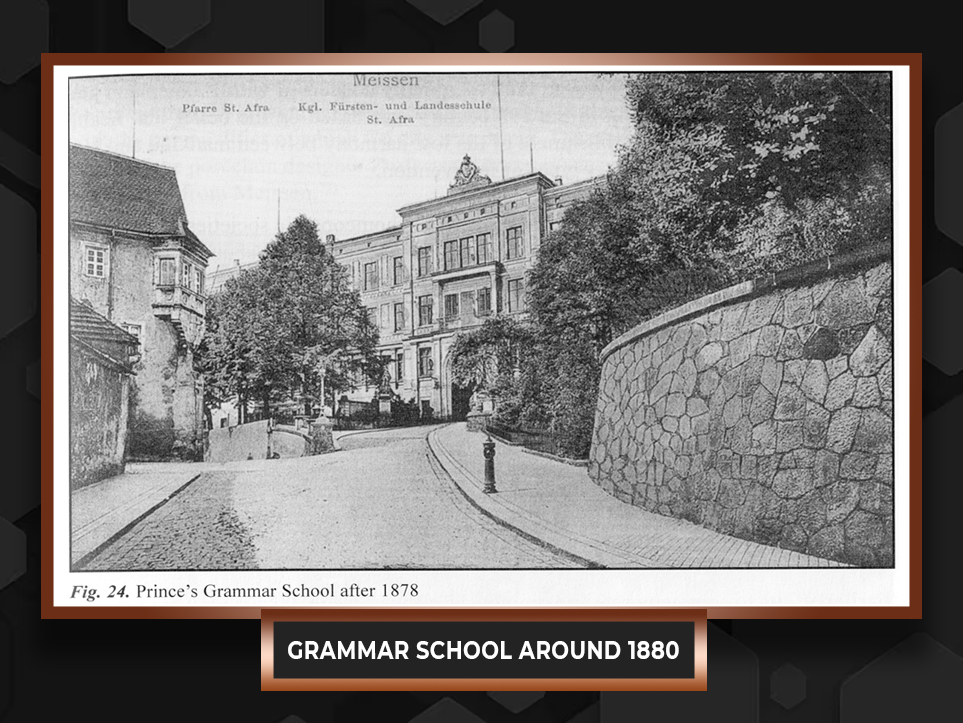 Meissen
Pfarre St. Afra Kgl. Fürsten- und Landesschule
St. Afra
Fig. 24. Prince's Grammar School after 1878
GRAMMAR SCHOOL AROUND 1880